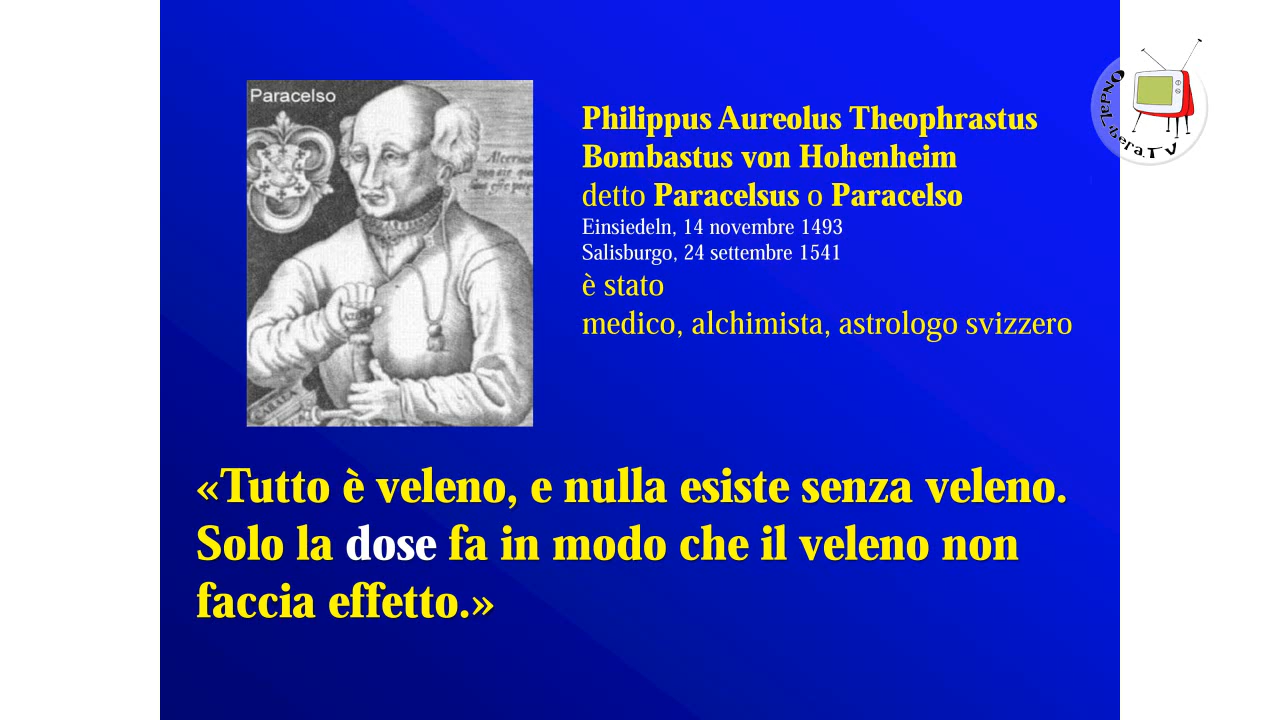 Paracelso
Philippus Aureolus Theophrastus
Bombastus von Hohenheim
detto Paracelsus o Paracelso
Einsiedeln, 14 novembre 1493
Salisburgo, 24 settembre 1541
è stato
medico, alchimista, astrologo svizzero
«Tutto è veleno, e nulla esiste senza veleno.
Solo la dose fa in modo che il veleno non
faccia effetto.»
OndaLibera.TV